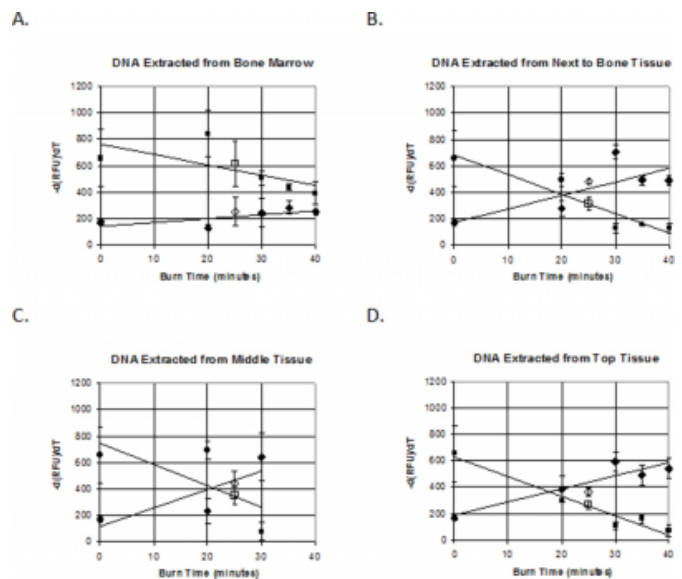 A.
DNA Extracted from Bone Marrow
1200
1000
800
600
400
200
0
-d(RFU)/dT
0 10 20 30 40
Burn Time (minutes)
B.
DNA Extracted from Next to Bone Tissue
1200
1000
800
600
400
200
0
-d(RFU)/dT
0 10 20 30 40
Burn Time (minutes)
C.
DNA Extracted from Middle Tissue
1200
1000
800
600
400
200
0
-d(RFU)/dT
0 10 20 30 40
Burn Time (minutes)
D.
DNA Extracted from Top Tissue
1200
1000
800
600
400
200
0
-d(RFU)/dT
0 10 20 30 40
Burn Time (minutes)